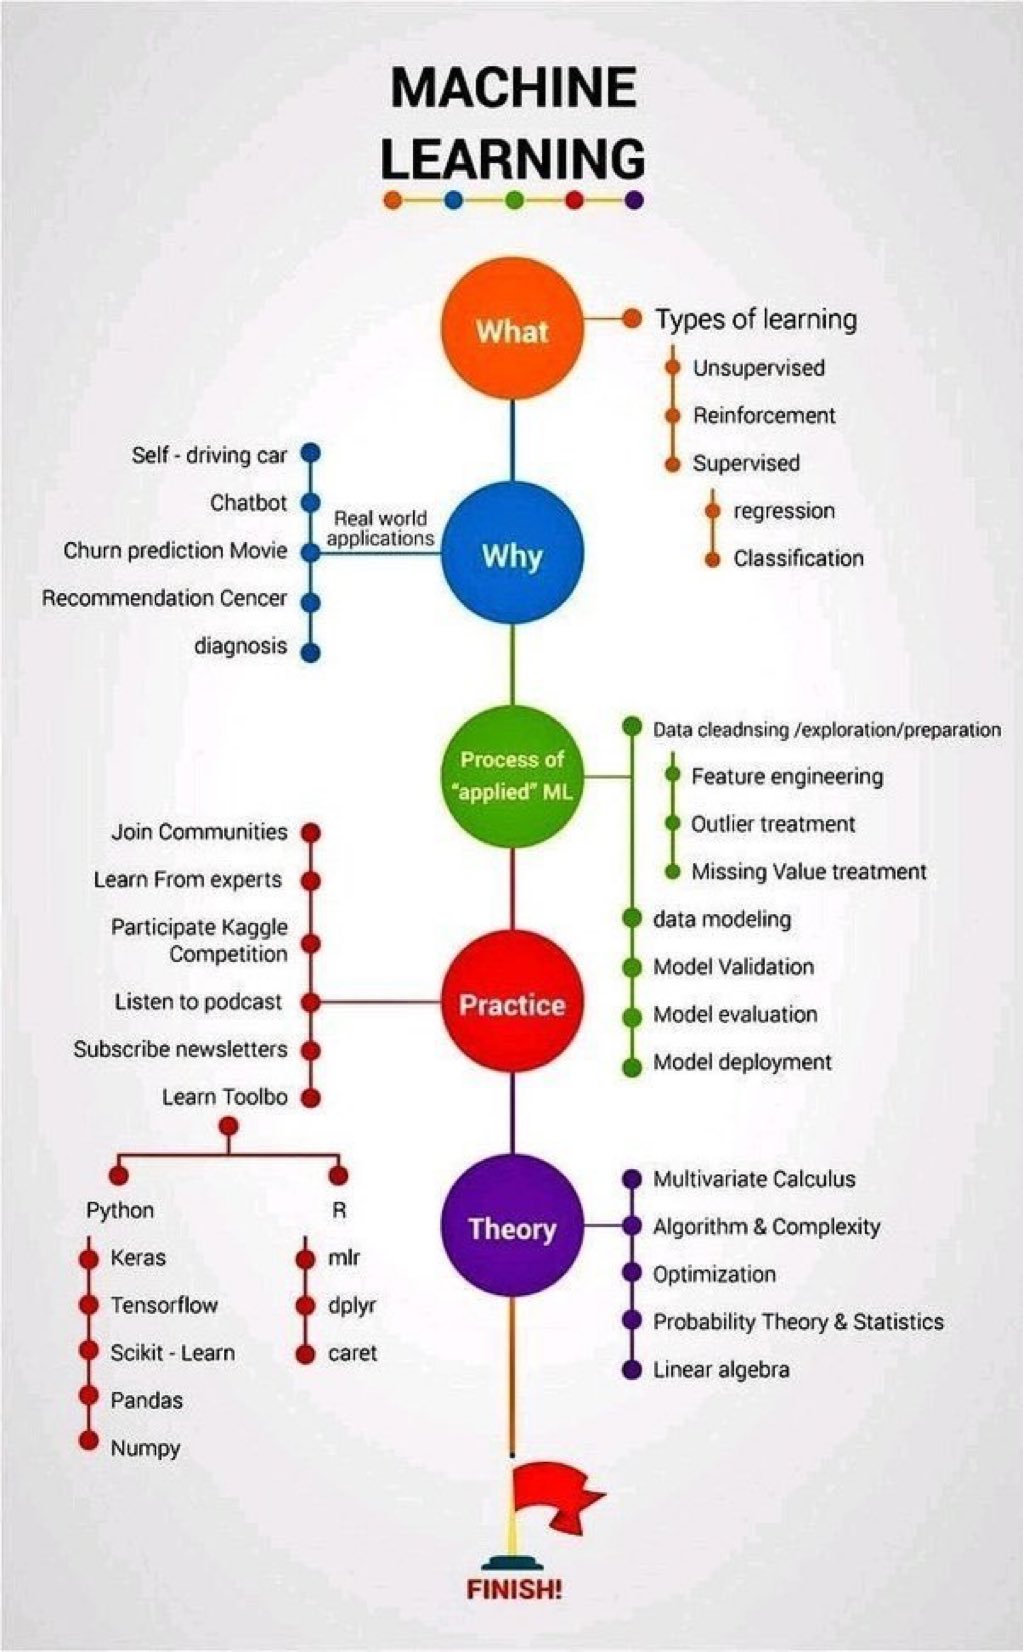 MACHINE
LEARNING
What
Types of learning
Unsupervised
Reinforcement
Supervised
regression
Classification
Why
Real world
applications
Self - driving car
Chatbot
Churn prediction Movie
Recommendation Cencer
diagnosis
Process of
“applied” ML
Data cleadnsing /exploration/preparation
Feature engineering
Outlier treatment
Missing Value treatment
data modeling
Model Validation
Model evaluation
Model deployment
Practice
Join Communities
Learn From experts
Participate Kaggle
Competition
Listen to podcast
Subscribe newsletters
Learn Toolbo
Python
Keras
Tensorflow
Scikit - Learn
Pandas
Numpy
R
mlr
dplyr
caret
Theory
Multivariate Calculus
Algorithm & Complexity
Optimization
Probability Theory & Statistics
Linear algebra
FINISH!